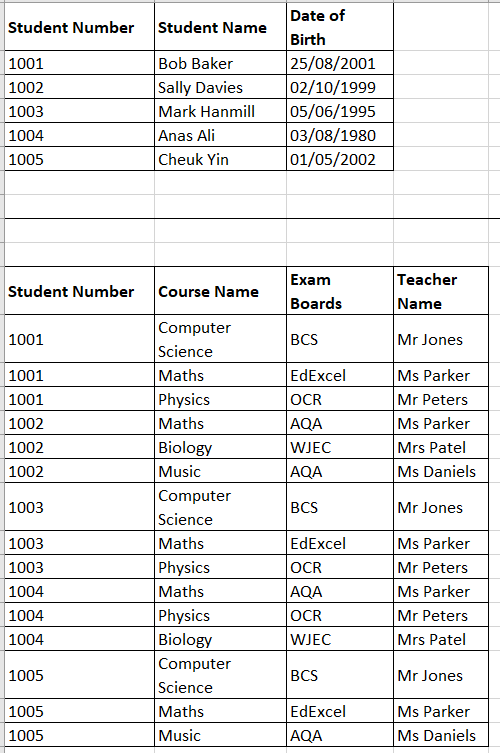 Student Number Student Name Date of Birth
1001 Bob Baker 25/08/2001
1002 Sally Davies 02/10/1999
1003 Mark Hanmill 05/06/1995
1004 Anas Ali 03/08/1980
1005 Cheuk Yin 01/05/2002
Student Number Course Name Exam Boards Teacher Name
1001 Computer Science BCS Mr Jones
1001 Maths EdExcel Ms Parker
1001 Physics OCR Mr Peters
1002 Maths AQA Ms Parker
1002 Biology WJEC Mrs Patel
1002 Music AQA Ms Daniels
1003 Computer Science BCS Mr Jones
1003 Maths EdExcel Ms Parker
1003 Physics OCR Mr Peters
1004 Maths AQA Ms Parker
1004 Physics OCR Mr Peters
1004 Biology WJEC Mrs Patel
1005 Computer Science BCS Mr Jones
1005 Maths EdExcel Ms Parker
1005 Music AQA Ms Daniels